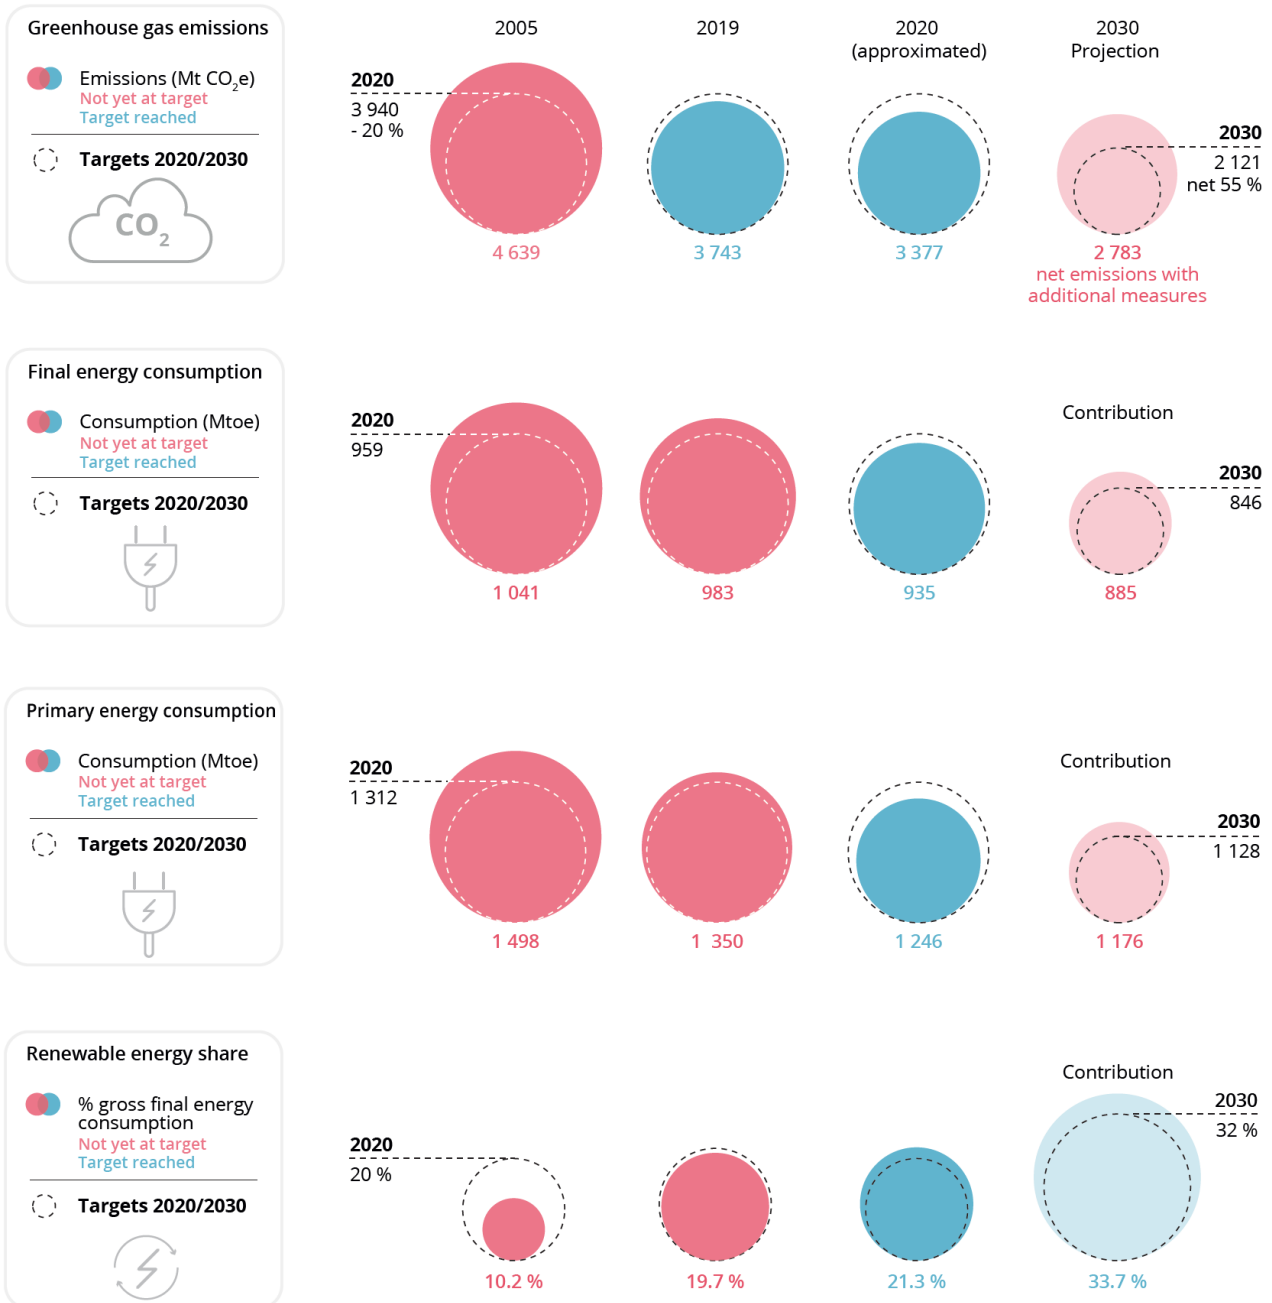 Greenhouse gas emissions
Emissions (Mt CO2e)
Not yet at target
Target reached
Targets 2020/2030
CO2
2005
2019
2020
(approximated)
2030
Projection
2020
3 940
- 20 %
2030
2 121
net 55 %
4 639
3 743
3 377
2 783
net emissions with
additional measures
Final energy consumption
Consumption (Mtoe)
Not yet at target
Target reached
Targets 2020/2030
Contribution
2020
959
2030
846
1 041
983
935
885
Primary energy consumption
Consumption (Mtoe)
Not yet at target
Target reached
Targets 2020/2030
Contribution
2020
1 312
2030
1 128
1 498
1 350
1 246
1 176
Renewable energy share
% gross final energy
consumption
Not yet at target
Target reached
Targets 2020/2030
Contribution
2020
20 %
2030
32 %
10.2 %
19.7 %
21.3 %
33.7 %